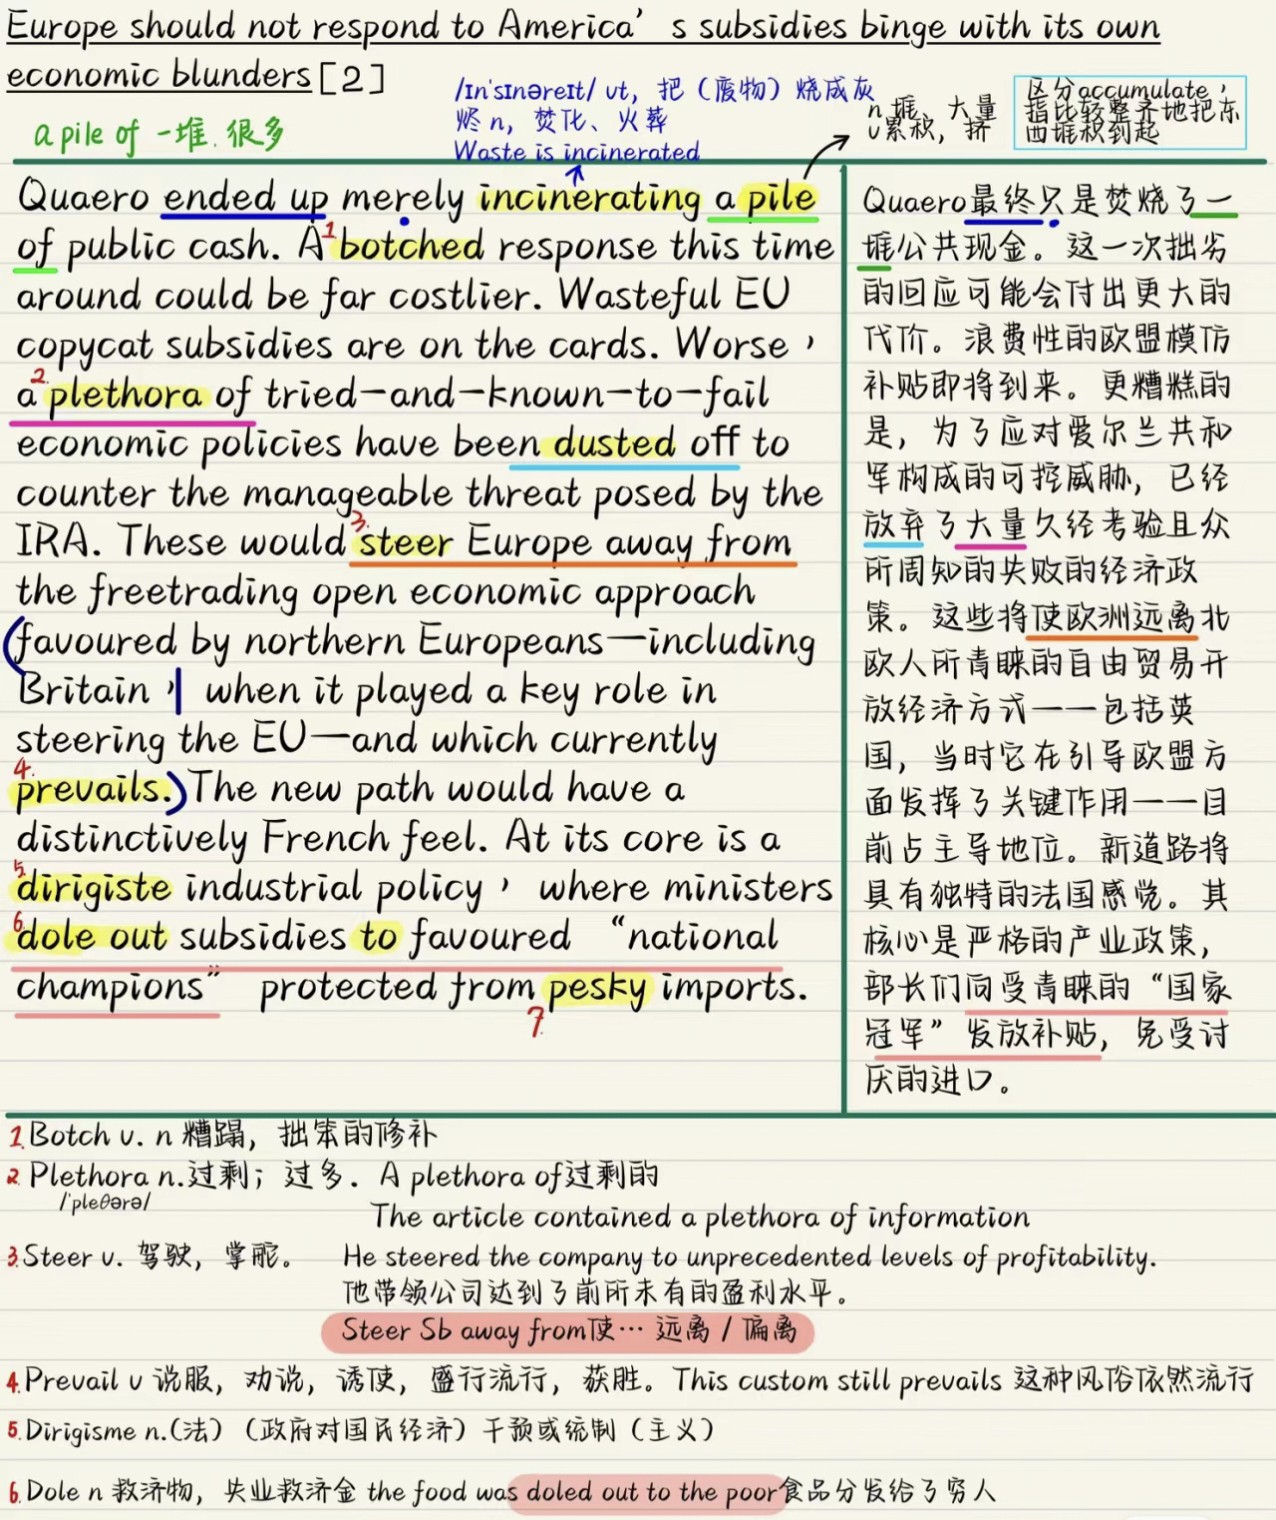 Europe should not respond to America’s subsidies binge with its own
economic blunders[2]
/ɪn'sɪnəreɪt/ vt，把（废物）烧成灰
烬 n，焚化、火葬
Waste is incinerated
a pile of 一堆.很多
n 堆，大量
v累积，挤
区分accumulate，
指比较整齐地把东
西堆积到起
Quaero ended up merely incinerating a pile
of public cash. A 1 botched response this time
around could be far costlier. Wasteful EU
copycat subsidies are on the cards. Worse，
a 2. plethora of tried—and—known—to—fail
economic policies have been dusted off to
counter the manageable threat posed by the
IRA. These would 3. steer Europe away from
the freetrading open economic approach
(favoured by northern Europeans—including
Britain，| when it played a key role in
steering the EU—and which currently
4. prevails.) The new path would have a
distinctively French feel. At its core is a
5. dirigiste industrial policy， where ministers
6. dole out subsidies to favoured “national
champions” protected from pesky imports.
7.
Quaero最终只是焚烧了一
堆公共现金。这一次拙劣
的回应可能会付出更大的
代价。浪费性的欧盟模仿
补贴即将到来。更糟糕的
是，为了应对爱尔兰共和
军构成的可控威胁，已经
放弃了大量久经考验且众
所周知的失败的经济政
策。这些将使欧洲远离北
欧人所青睐的自由贸易开
放经济方式——包括英
国，当时它在引导欧盟方
面发挥了关键作用——目
前占主导地位。新道路将
具有独特的法国感觉。其
核心是严格的产业政策，
部长们向受青睐的“国家
冠军”发放补贴，免受讨
厌的进口。
1.Botch v. n 糟蹋，拙笨的修补
2 Plethora n.过剩；过多. A plethora of过剩的
/'pleθərə/
The article contained a plethora of information
3.Steer v. 驾驶，掌舵。 He steered the company to unprecedented levels of profitability.
他带领公司达到了前所未有的盈利水平。
Steer Sb away from使… 远离 / 偏离
4.Prevail v 说服，劝说，诱使，盛行流行，获胜。This custom still prevails 这种风俗依然流行
5.Dirigisme n.（法）（政府对国民经济）干预或统制（主义）
6.Dole n 救济物，失业救济金 the food was doled out to the poor食品分发给了穷人